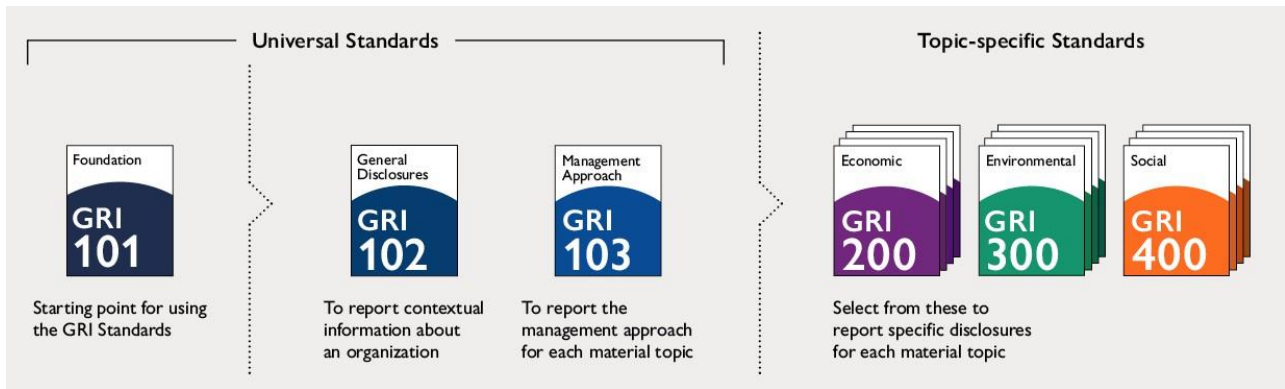 Universal Standards
Topic-specific Standards
Foundation
GRI
101
Starting point for using
the GRI Standards
General
Disclosures
GRI
102
To report contextual
information about
an organization
Management
Approach
GRI
103
To report the
management approach
for each material topic
Economic
GRI
200
Environmental
GRI
300
Social
GRI
400
Select from these to
report specific disclosures
for each material topic